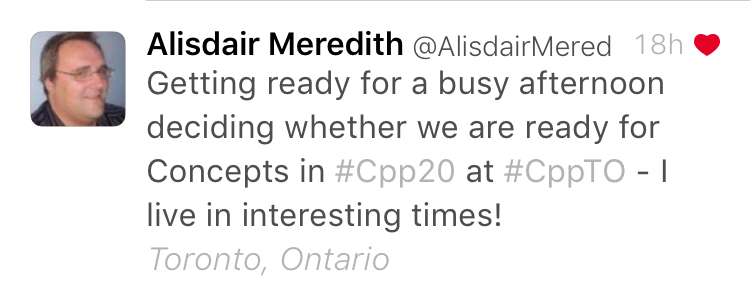 Alisdair Meredith @AlisdairMered 18h
Getting ready for a busy afternoon
deciding whether we are ready for
Concepts in #Cpp20 at #CppTO - I
live in interesting times!
Toronto, Ontario